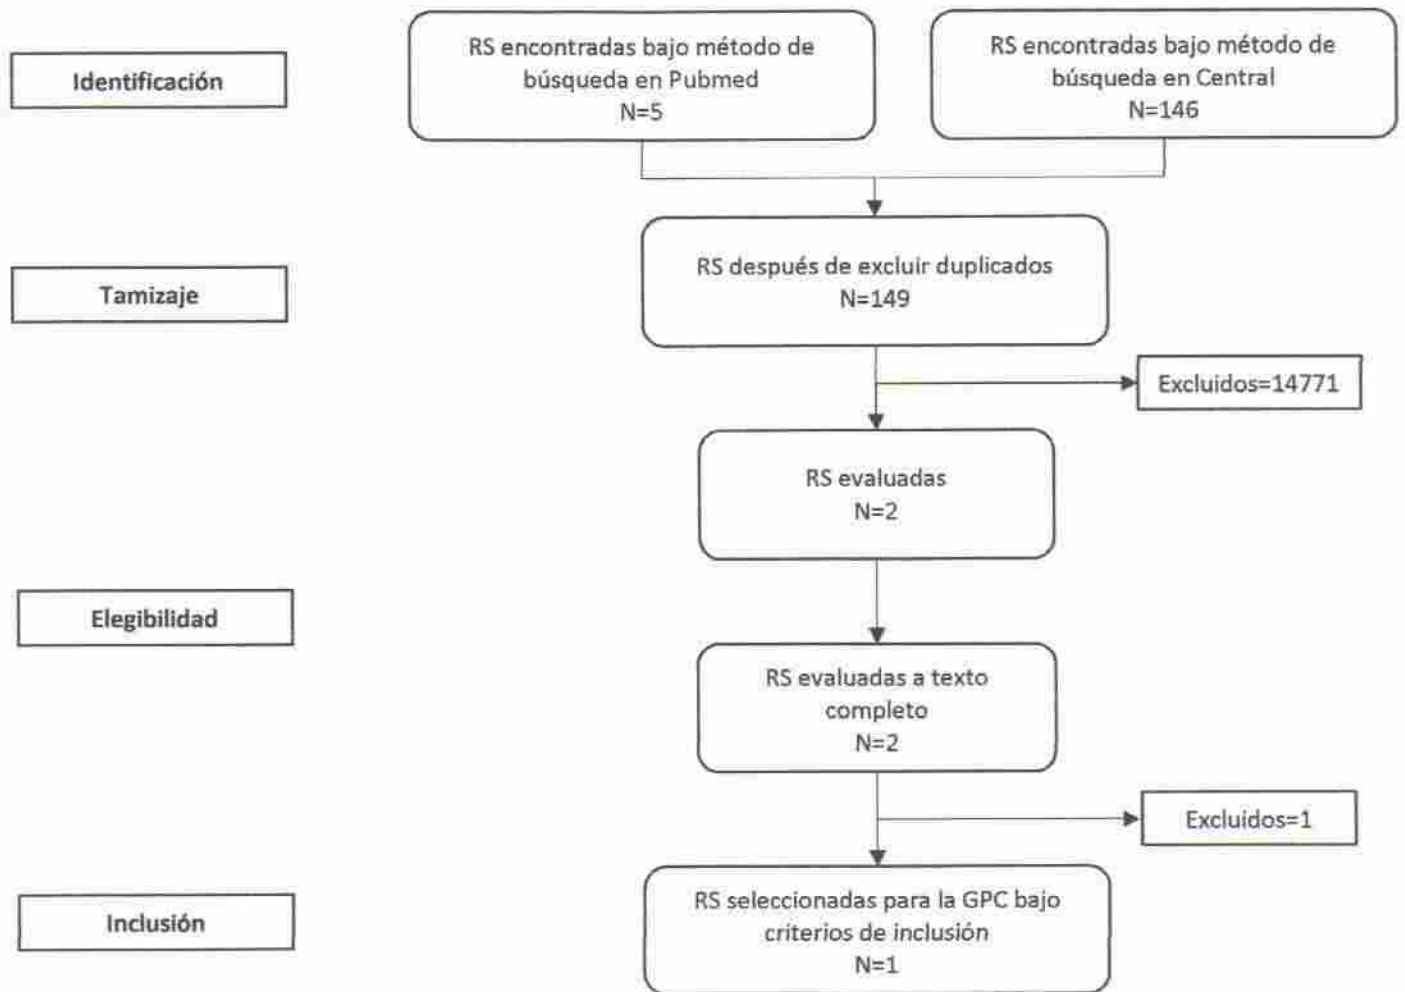 Identificación
RS encontradas bajo método de
búsqueda en Pubmed
N=5
RS encontradas bajo método de
búsqueda en Central
N=146
Tamizaje
RS después de excluir duplicados
N=149
Excluidos=14771
RS evaluadas
N=2
Elegibilidad
RS evaluadas a texto
completo
N=2
Excluidos=1
Inclusión
RS seleccionadas para la GPC bajo
criterios de inclusión
N=1